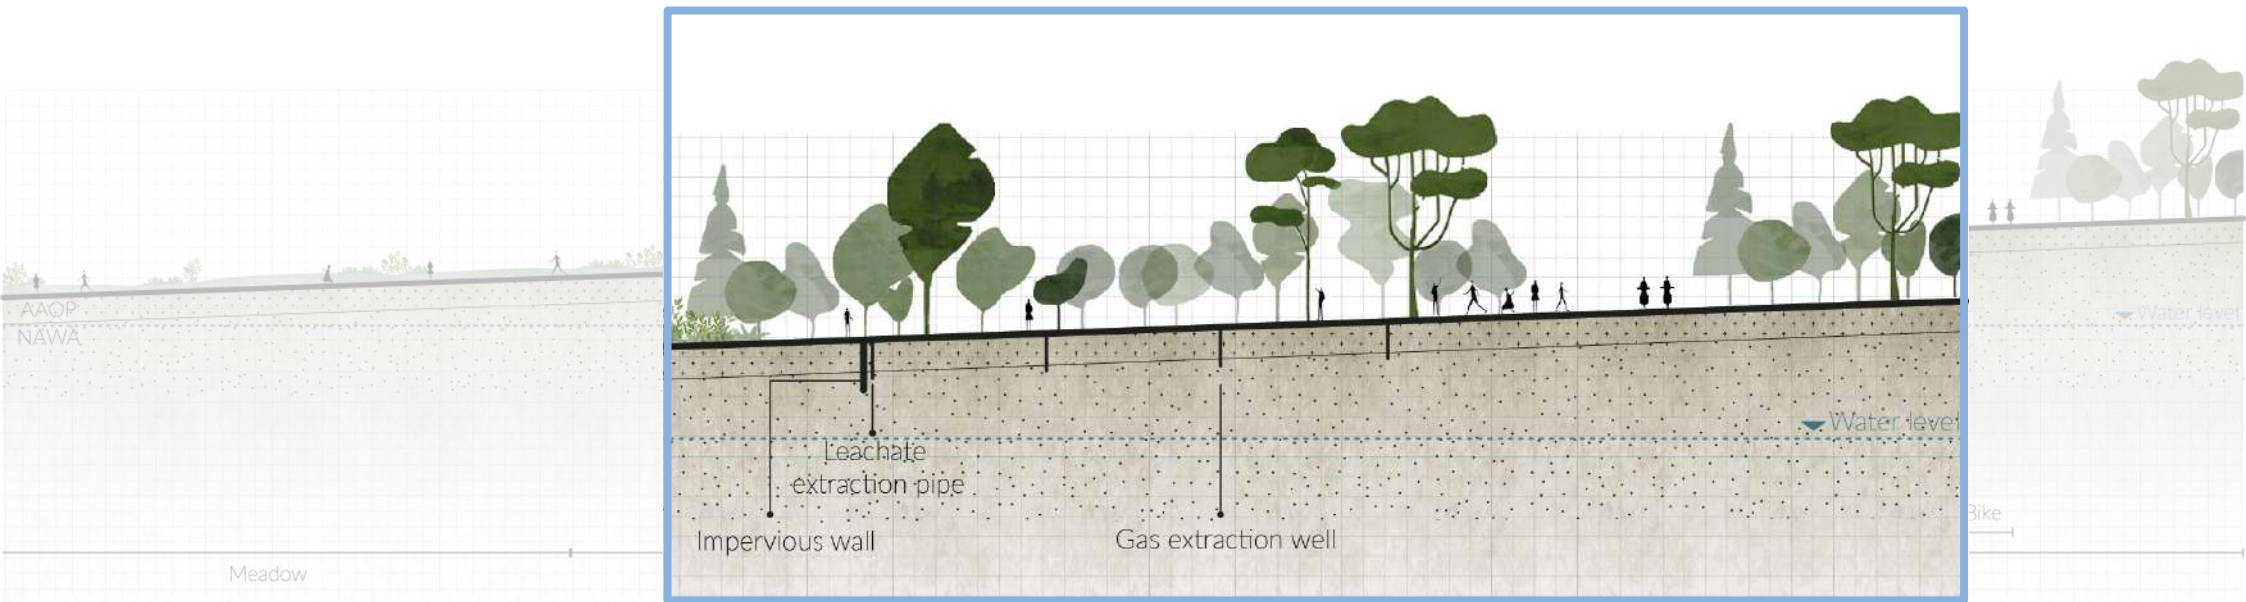 AAOP
NAWA
Meadow
Leachate
extraction pipe
Impervious wall
Gas extraction well
Water level
Water level
Bike